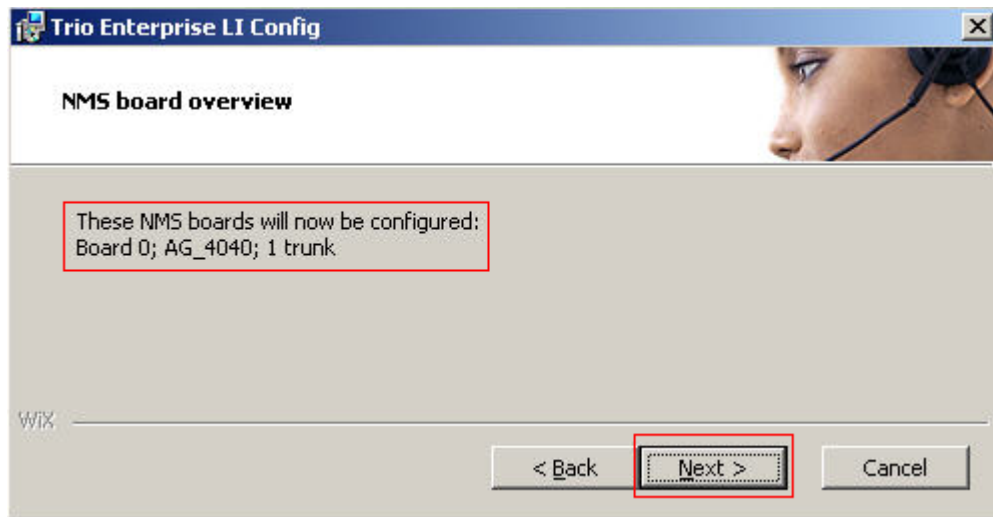 Trio Enterprise LI Config
NMS board overview
These NMS boards will now be configured:
Board 0; AG_4040; 1 trunk
WiX
< Back Next > Cancel